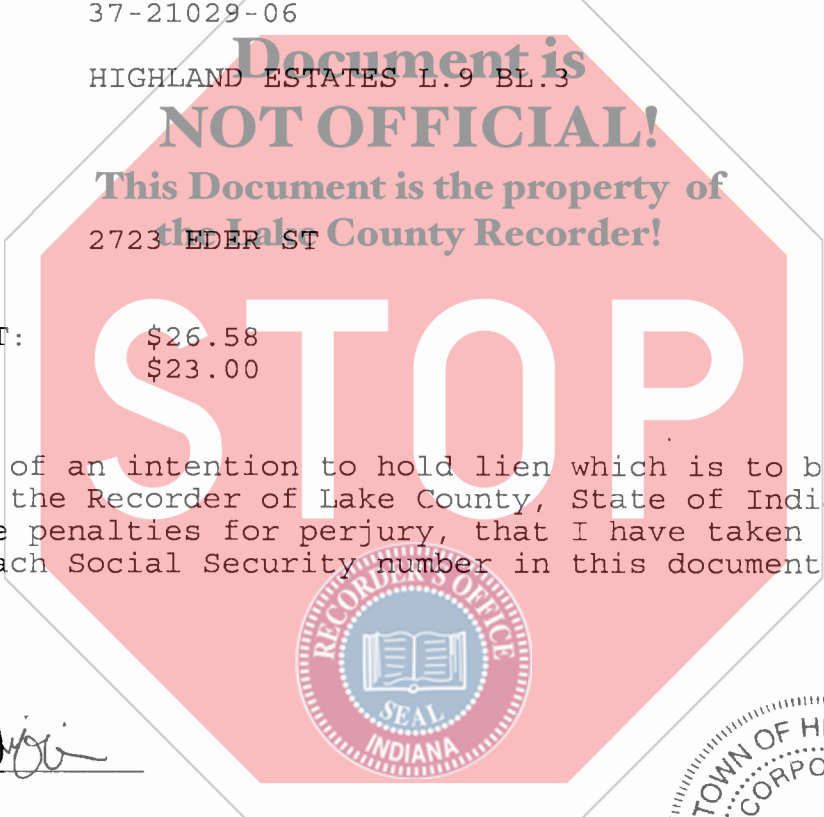 37-21029-06
Document is
HIGHLAND ESTATES L.9 BL.3
NOT OFFICIAL!
This Document is the property of
the Lake County Recorder!
2723 EDER ST
T: $26.58
$23.00
STOP
of an intention to hold lien which is to b
the Recorder of Lake County, State of Indi
e penalties for perjury, that I have taken
ach Social Security number in this document
RECORDER'S OFFICE
SEAL
INDIANA
TOWN OF HI
CORPO